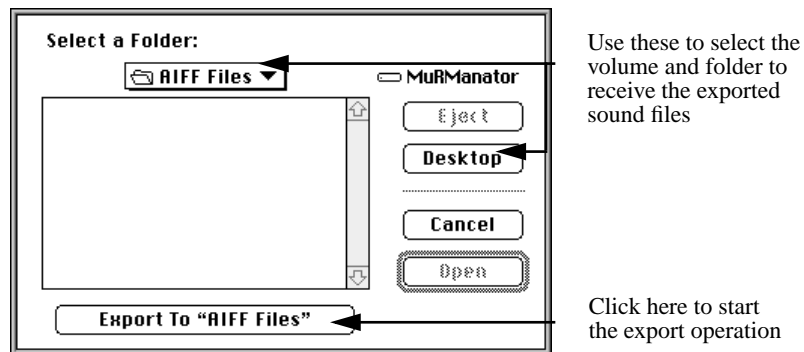 Select a Folder:
AIFF Files
MuRManator
Eject
Desktop
Cancel
Open
Export To “AIFF Files”
Use these to select the
volume and folder to
receive the exported
sound files
Click here to start
the export operation